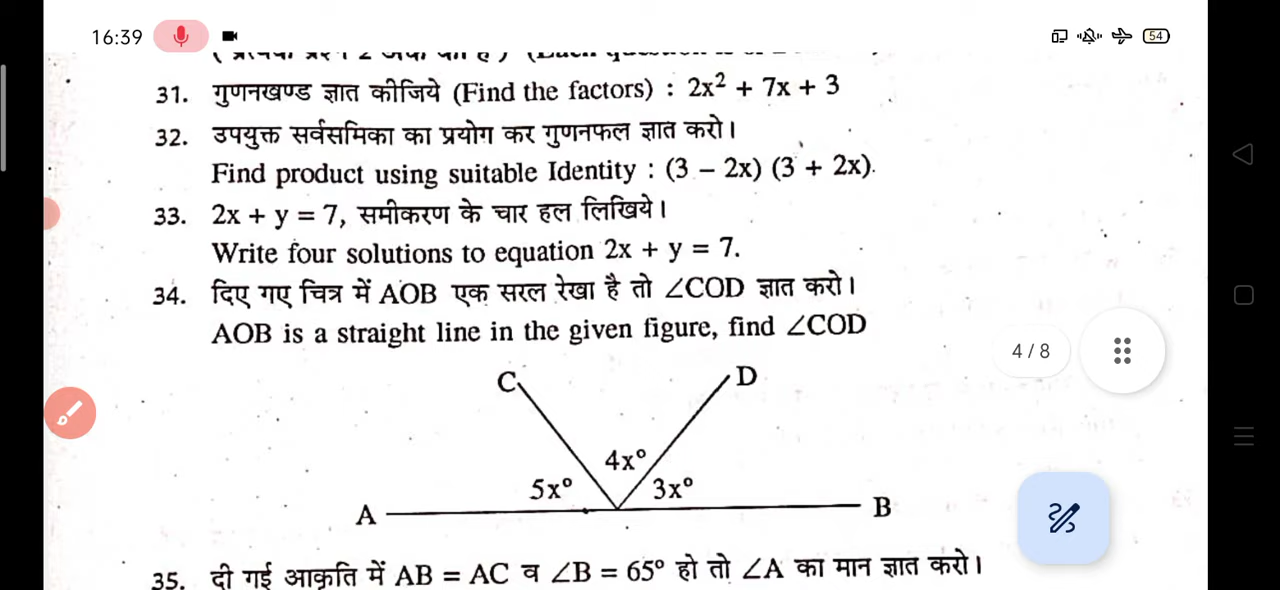 16:39
54
31. गुणनखण्ड ज्ञात कीजिये (Find the factors) : 2x² + 7x + 3
32. उपयुक्त सर्वसमिका का प्रयोग कर गुणनफल ज्ञात करो।
Find product using suitable Identity : (3 – 2x) (3 + 2x).
33. 2x + y = 7, समीकरण के चार हल लिखिये।
Write four solutions to equation 2x + y = 7.
34. दिए गए चित्र में AOB एक सरल रेखा है तो ∠COD ज्ञात करो।
AOB is a straight line in the given figure, find ∠COD
4 / 8
C
D
4x°
5x°
3x°
A
B
35. दी गई आकृति में AB = AC व ∠B = 65° हो तो ∠A का मान ज्ञात करो।